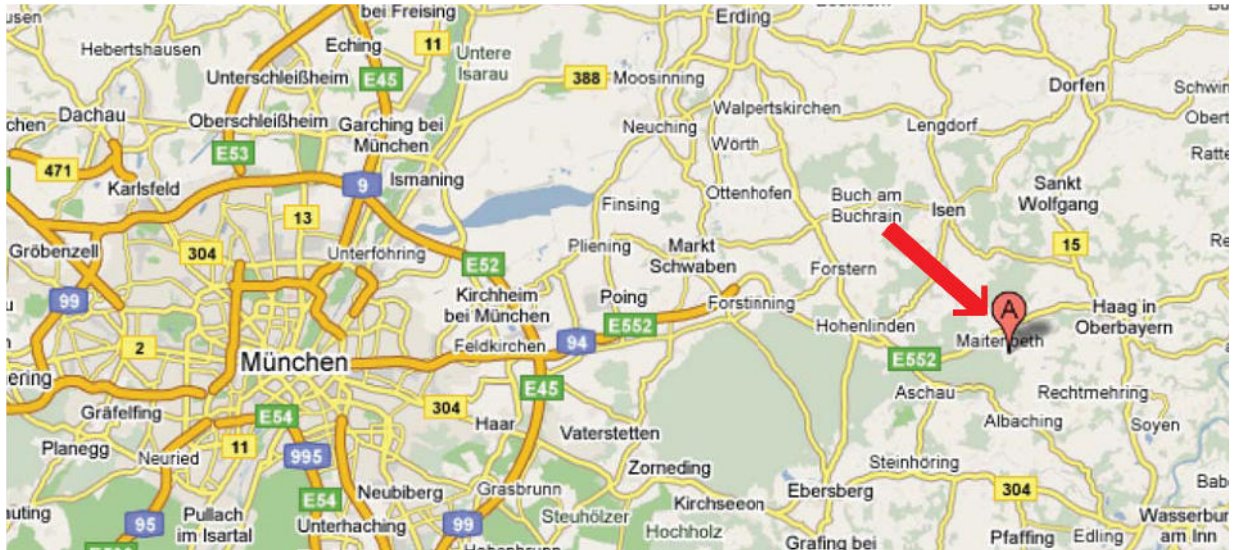 bei Freising
Erding
Hebertshausen
Eching
11
Untere
Isarau
Unterschleißheim
E45
388
Moosinning
Dorfen
Dachau
Oberschleißheim
Garching bei
München
Neuching
Walpertskirchen
Lengdorf
Wörth
E53
471
Karlsfeld
9
Ismaning
Finsing
Ottenhofen
Buch am
Buchrain
Isen
Sankt
Wolfgang
13
15
Gröbenzell
304
Unterföhring
E52
Pliening
Markt
Schwaben
Forstern
99
Kirchheim
bei München
Poing
Forstinning
A
Haag in
Oberbayern
E552
Hohenlinden
Maitenbeth
2
94
Feldkirchen
München
E552
E45
Aschau
Rechtmehring
Gräfelfing
E54
304
Haar
Vaterstetten
Albaching
Soyen
Planegg
Neuried
11
995
Zorneding
Steinhöring
Neubiberg
Grasbrunn
Kirchseeon
Ebersberg
304
E54
95
Pullach
im Isartal
Unterhaching
99
Steuhölzer
Hochholz
Grafing bei
Pfaffing
Edling
am Inn